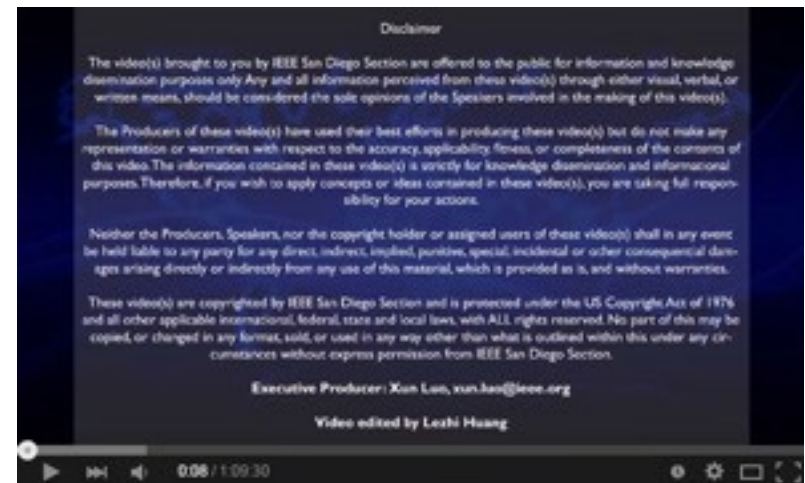 Disclaimer
The video(s) brought to you by IEEE San Diego Section are offered to the public for information and knowledge
disemination purposes only Any and all information perceived from these video(s) through either visual, verbal, or
written means, should be considered the sole opinions of the Speakers involved in the making of this video(s).
The Producers of these video(s) have used their best efforts in producing these video(s) but do not make any
representation or warranties with respect to the accuracy, applicability, fitness, or completeness of the contents of
this video. The information contained in these video(s) is strictly for knowledge disemination and informational
purposes. Therefore, if you wish to apply concepts or ideas contained in these video(s), you are taking full respon-
sibility for your actions.
Neither the Producers, Speakers, nor the copyright holder or assigned users of these video(s) shall in any event
be held liable to any party for any direct, indirect, implied, punitive, special, incidental or other consequential dam-
ages arising directly or indirectly from any use of this material, which is provided as is, and without warranties.
These video(s) are copyrighted by IEEE San Diego Section and is protected under the US Copyright Act of 1976
and all other applicable international, federal, state and local laws, with ALL rights reserved. No part of this may be
copied, or changed in any format, sold, or used in any way other than what is outlined within this under any cir-
cumstances without express permission from IEEE San Diego Section.
Executive Producer: Xun Luo, xun.luo@ieee.org
Video edited by Lezhi Huang
0:08 / 1:09:30